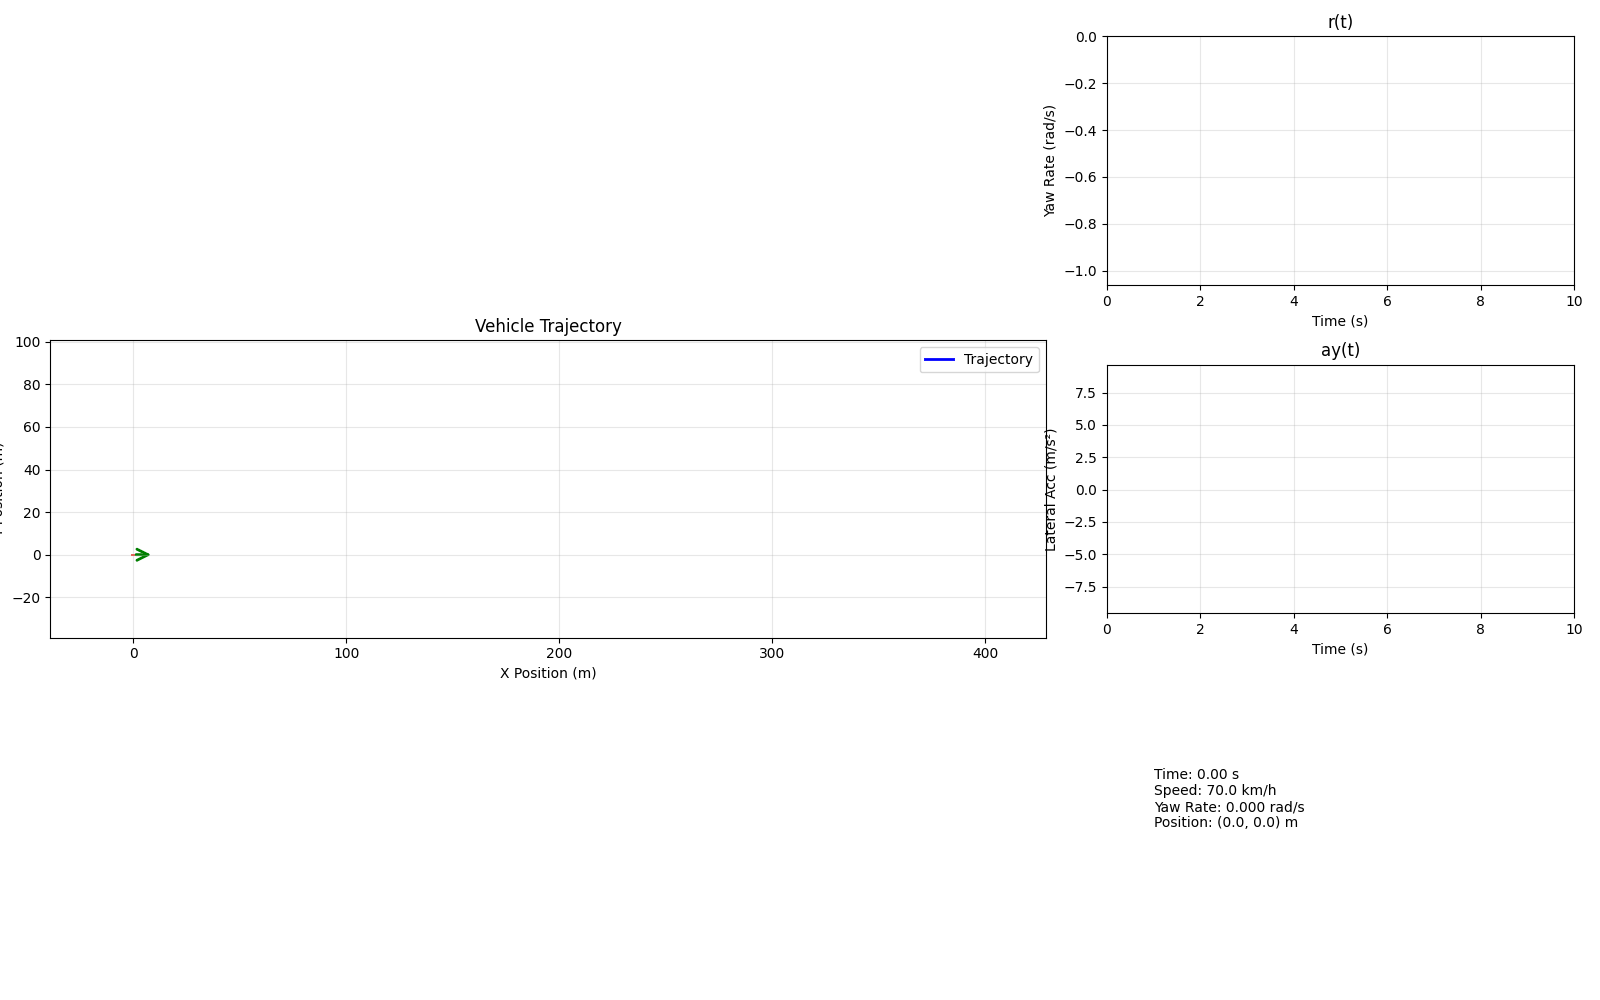 Vehicle Trajectory
Trajectory
100
80
60
40
20
0
−20
0 100 200 300 400
X Position (m)
r(t)
Yaw Rate (rad/s)
0.0
−0.2
−0.4
−0.6
−0.8
−1.0
0 2 4 6 8 10
Time (s)
ay(t)
Lateral Acc (m/s²)
7.5
5.0
2.5
0.0
−2.5
−5.0
−7.5
0 2 4 6 8 10
Time (s)
Time: 0.00 s
Speed: 70.0 km/h
Yaw Rate: 0.000 rad/s
Position: (0.0, 0.0) m